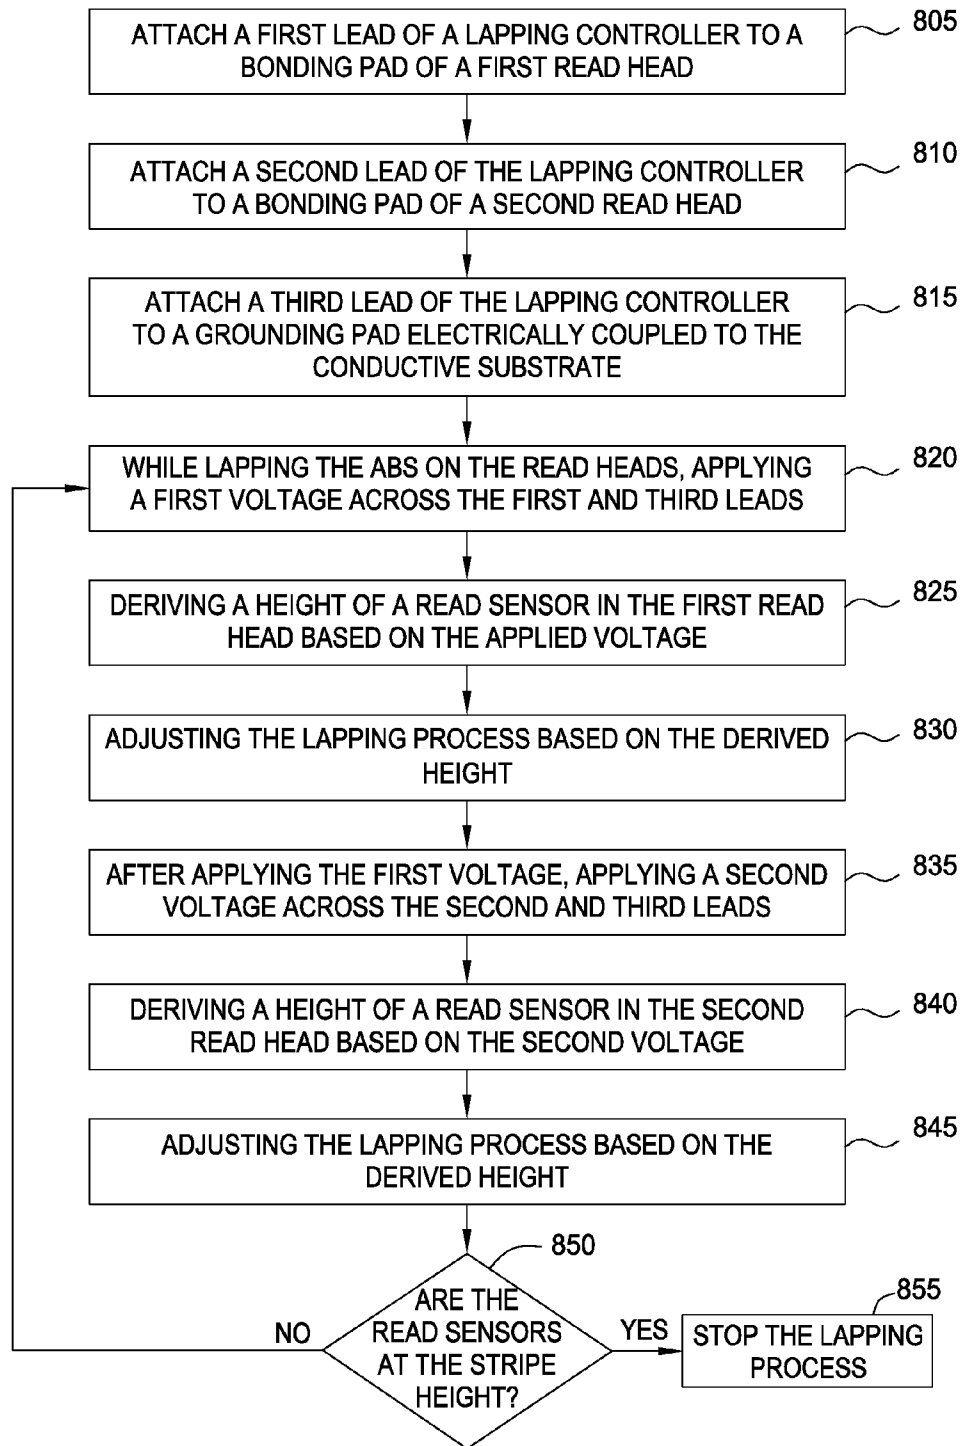 ATTACH A FIRST LEAD OF A LAPPING CONTROLLER TO A
BONDING PAD OF A FIRST READ HEAD
805
ATTACH A SECOND LEAD OF THE LAPPING CONTROLLER
TO A BONDING PAD OF A SECOND READ HEAD
810
ATTACH A THIRD LEAD OF THE LAPPING CONTROLLER
TO A GROUNDING PAD ELECTRICALLY COUPLED TO THE
CONDUCTIVE SUBSTRATE
815
WHILE LAPPING THE ABS ON THE READ HEADS, APPLYING
A FIRST VOLTAGE ACROSS THE FIRST AND THIRD LEADS
820
DERIVING A HEIGHT OF A READ SENSOR IN THE FIRST READ
HEAD BASED ON THE APPLIED VOLTAGE
825
ADJUSTING THE LAPPING PROCESS BASED ON THE DERIVED
HEIGHT
830
AFTER APPLYING THE FIRST VOLTAGE, APPLYING A SECOND
VOLTAGE ACROSS THE SECOND AND THIRD LEADS
835
DERIVING A HEIGHT OF A READ SENSOR IN THE SECOND
READ HEAD BASED ON THE SECOND VOLTAGE
840
ADJUSTING THE LAPPING PROCESS BASED ON THE
DERIVED HEIGHT
845
850
ARE THE
READ SENSORS
AT THE STRIPE
HEIGHT?
NO
YES
855
STOP THE LAPPING
PROCESS